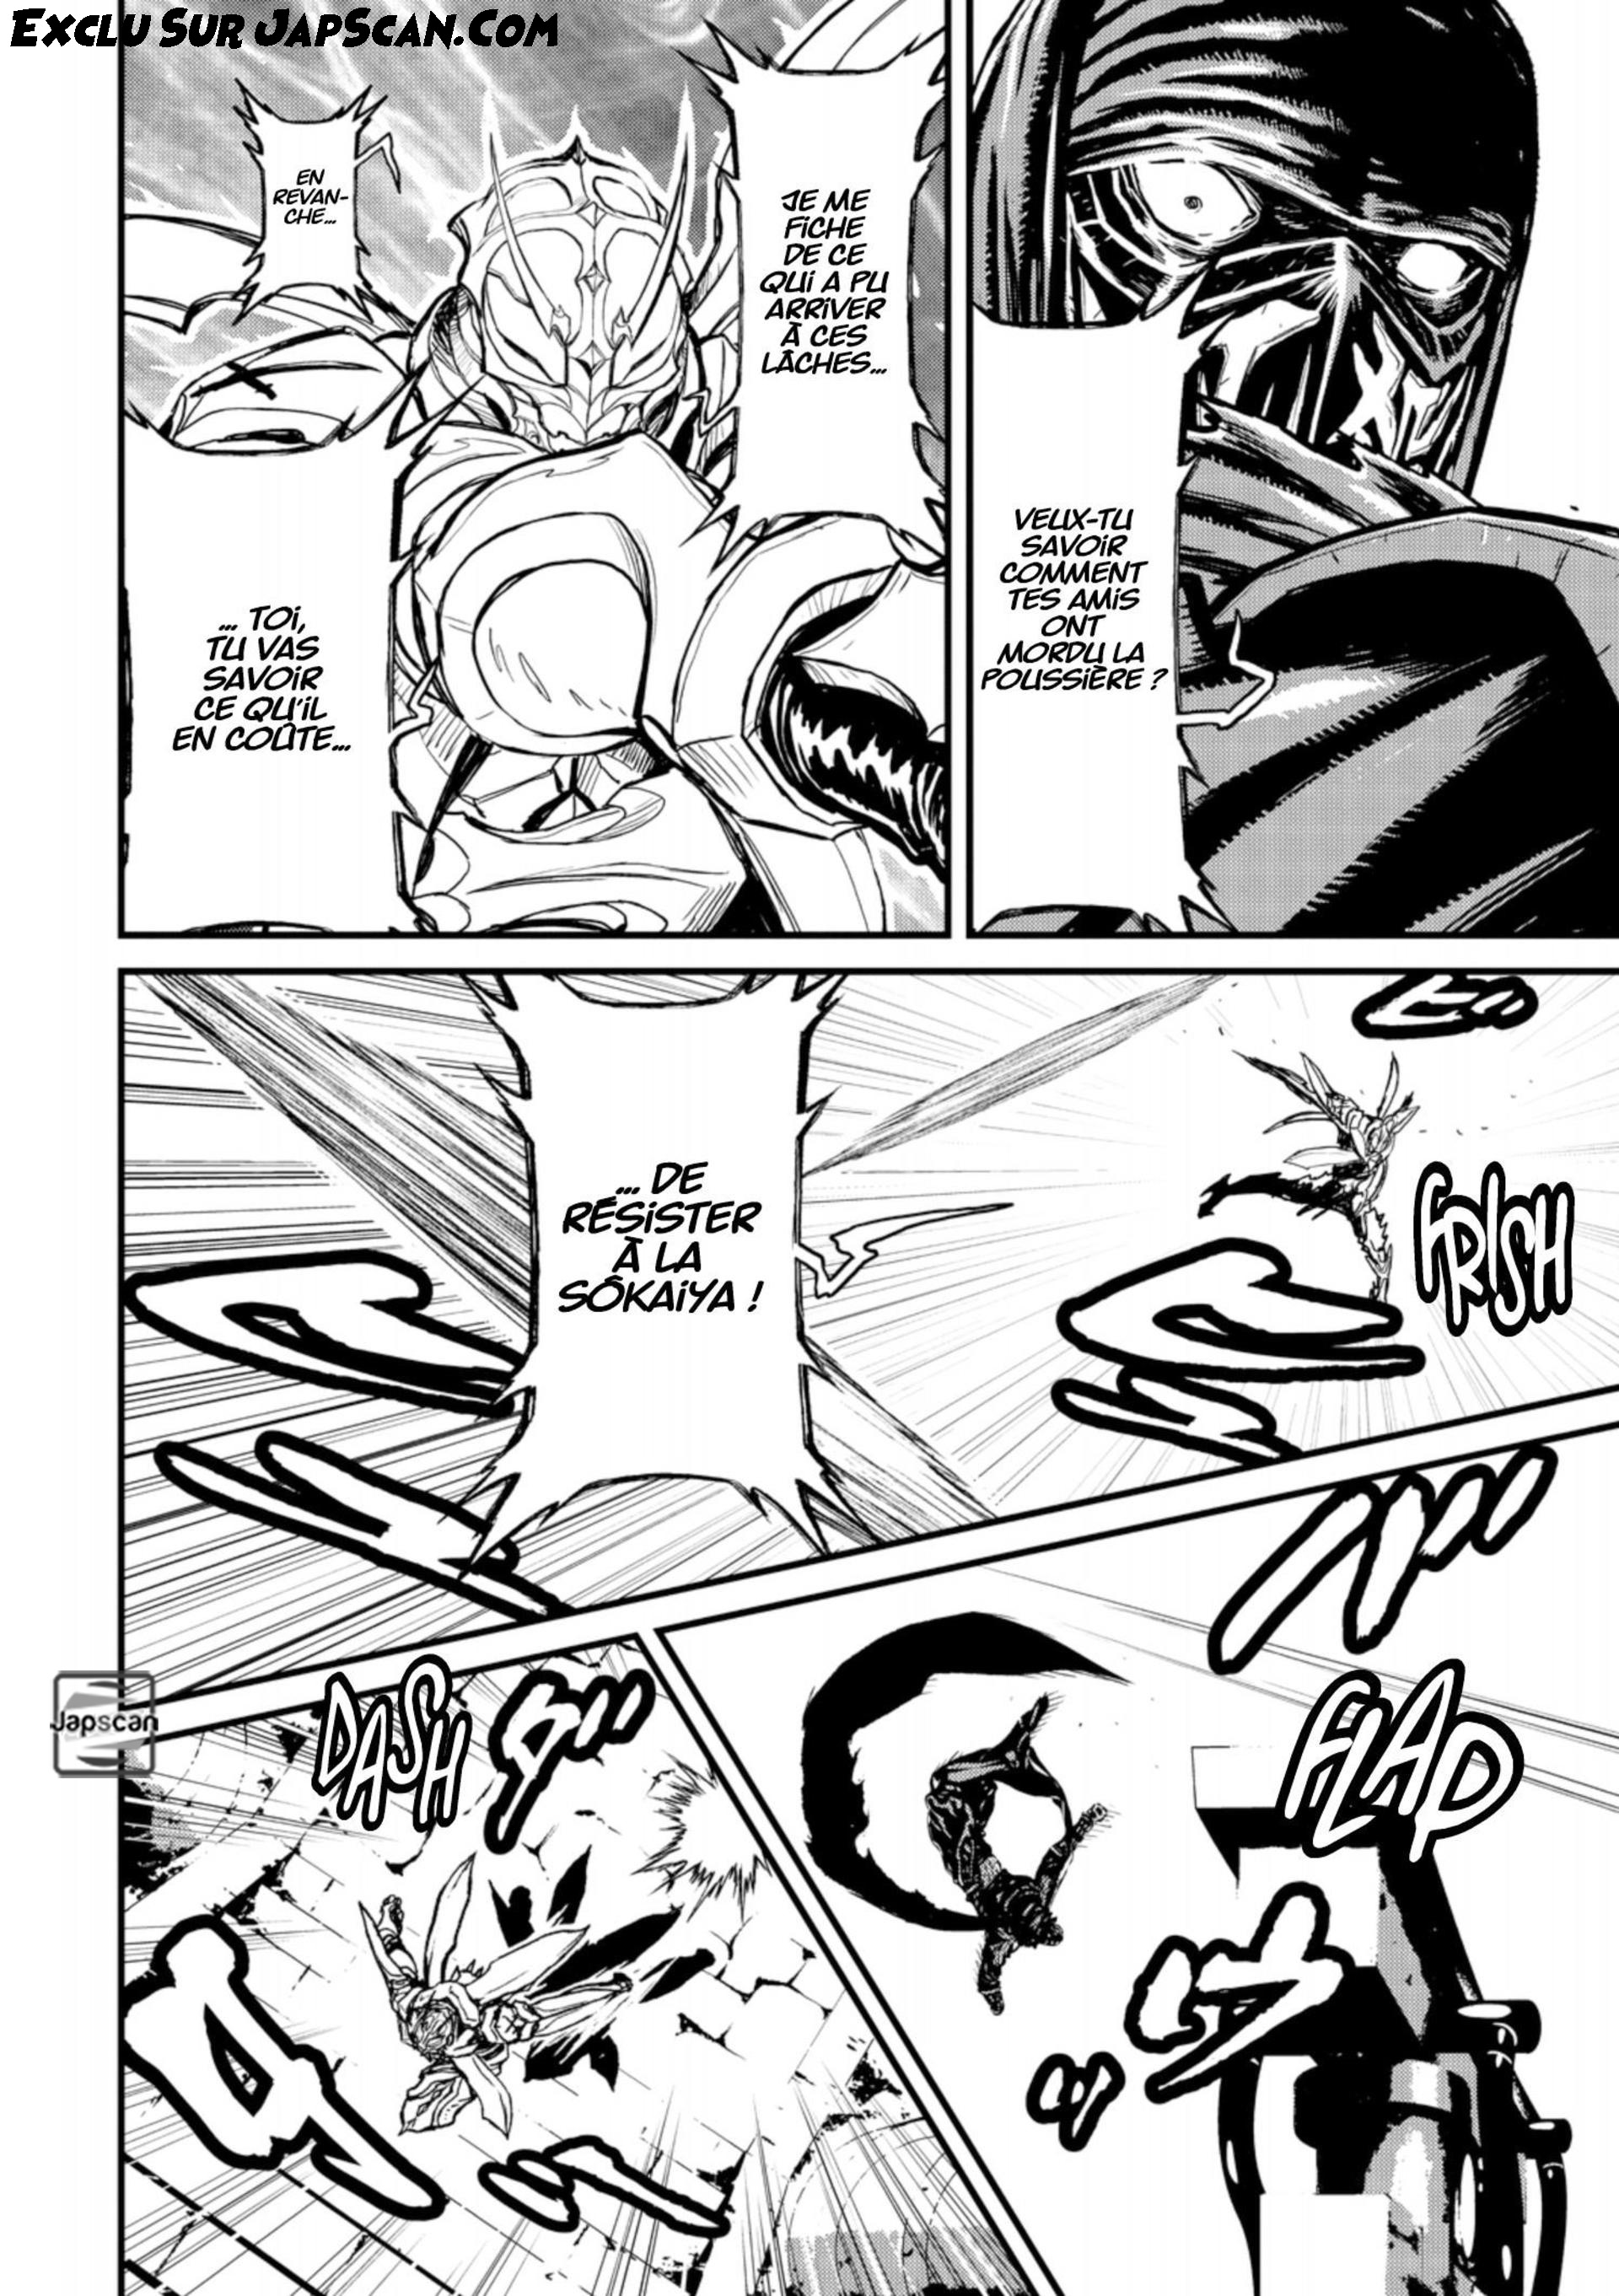 EXCLU SUR JAPSCAN.COM
VEUX-TU
SAVOIR
COMMENT
TES AMIS
ONT
MORDU LA
POUSSIÈRE ?
JE ME
FICHE
DE CE
QUI A PU
ARRIVER
À CES
LÂCHES...
EN
REVAN-
CHE...
... TOI,
TU VAS
SAVOIR
CE QU'IL
EN COÛTE...
FRISH
... DE
RÉSISTER
À LA
SÔKAIYA !
FLAP
DASH
Japscan